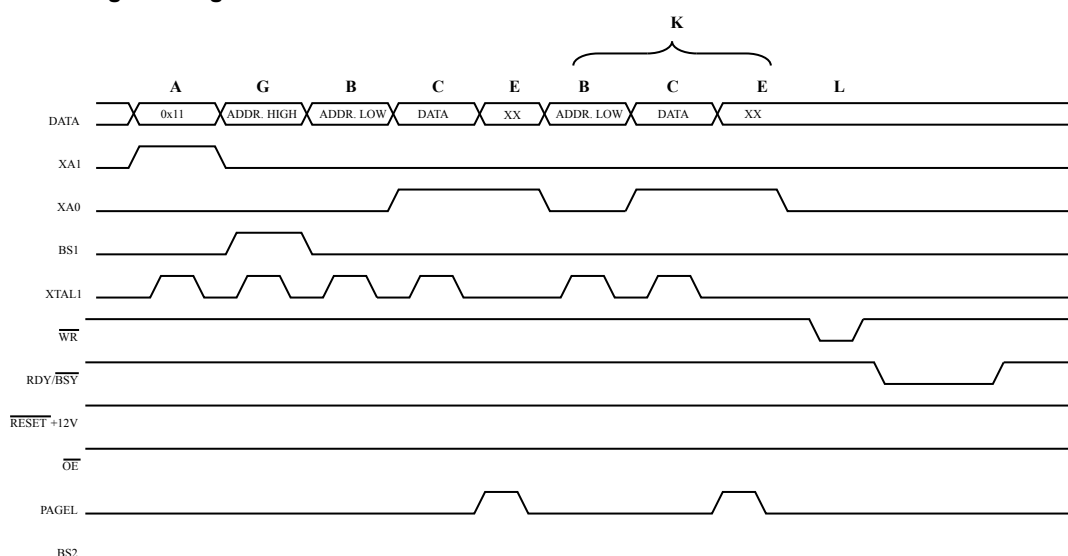 K
A G B C E B C E L
DATA 0x11 ADDR. HIGH ADDR. LOW DATA XX ADDR. LOW DATA XX
XA1
XA0
BS1
XTAL1
WR
RDY/BSY
RESET +12V
OE
PAGEL
BS2